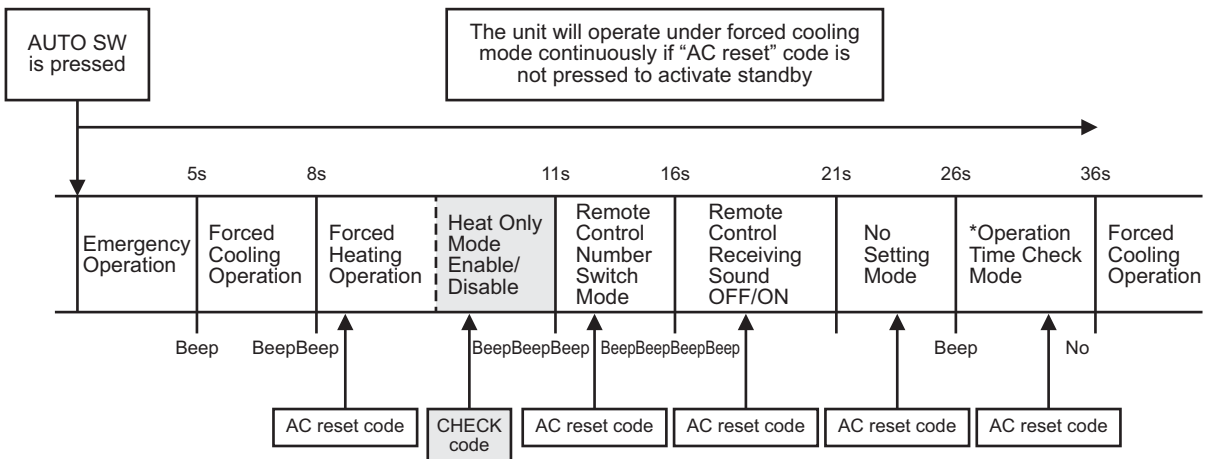 AUTO SW
is pressed
The unit will operate under forced cooling
mode continuously if “AC reset” code is
not pressed to activate standby
5s
8s
11s
16s
21s
26s
36s
Emergency
Operation
Forced
Cooling
Operation
Forced
Heating
Operation
Heat Only
Mode
Enable/
Disable
Remote
Control
Number
Switch
Mode
Remote
Control
Receiving
Sound
OFF/ON
No
Setting
Mode
*Operation
Time Check
Mode
Forced
Cooling
Operation
Beep
BeepBeep
BeepBeepBeep
BeepBeepBeepBeep
Beep
No
AC reset code
CHECK
code
AC reset code
AC reset code
AC reset code
AC reset code